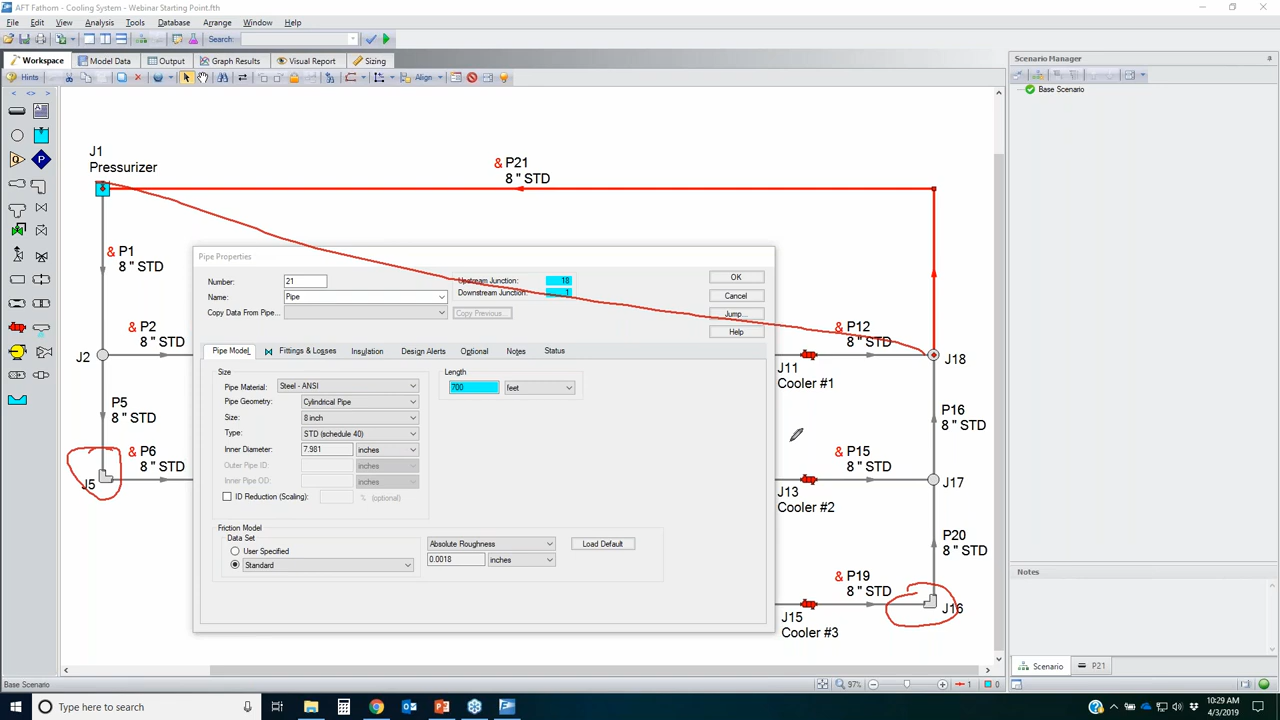 AFT Fathom - Cooling System - Webinar Starting Point.fth
File Edit View Analysis Tools Database Arrange Window Help
Search:
Workspace Model Data Output Graph Results Visual Report Sizing
Hints Align
Scenario Manager
Base Scenario
J1
Pressurizer
& P21
8 " STD
& P1
8 " STD
& P2
8 " STD
J2
P5
8 " STD
& P6
8 " STD
J5
Pipe Properties
Number: 21
Name: Pipe
Copy Data From Pipe... Copy Previous...
Upstream Junction: 18
Downstream Junction: 1
OK
Cancel
Jump...
Help
Pipe Model Fittings & Losses Insulation Design Alerts Optional Notes Status
Size
Pipe Material: Steel - ANSI
Pipe Geometry: Cylindrical Pipe
Size: 8 inch
Type: STD (schedule 40)
Inner Diameter: 7.981 inches
Outer Pipe ID: inches
Inner Pipe OD: inches
ID Reduction (Scaling): % (optional)
Length
700 feet
Friction Model
Data Set
User Specified
Standard
Absolute Roughness
0.0018 inches
Load Default
& P12
8 " STD
J11
Cooler #1
J18
P16
8 " STD
& P15
8 " STD
J13
Cooler #2
J17
P20
8 " STD
& P19
8 " STD
J15
Cooler #3
J16
Notes
Scenario P21
Base Scenario 97% 1 0
Type here to search
10:29 AM
4/3/2019